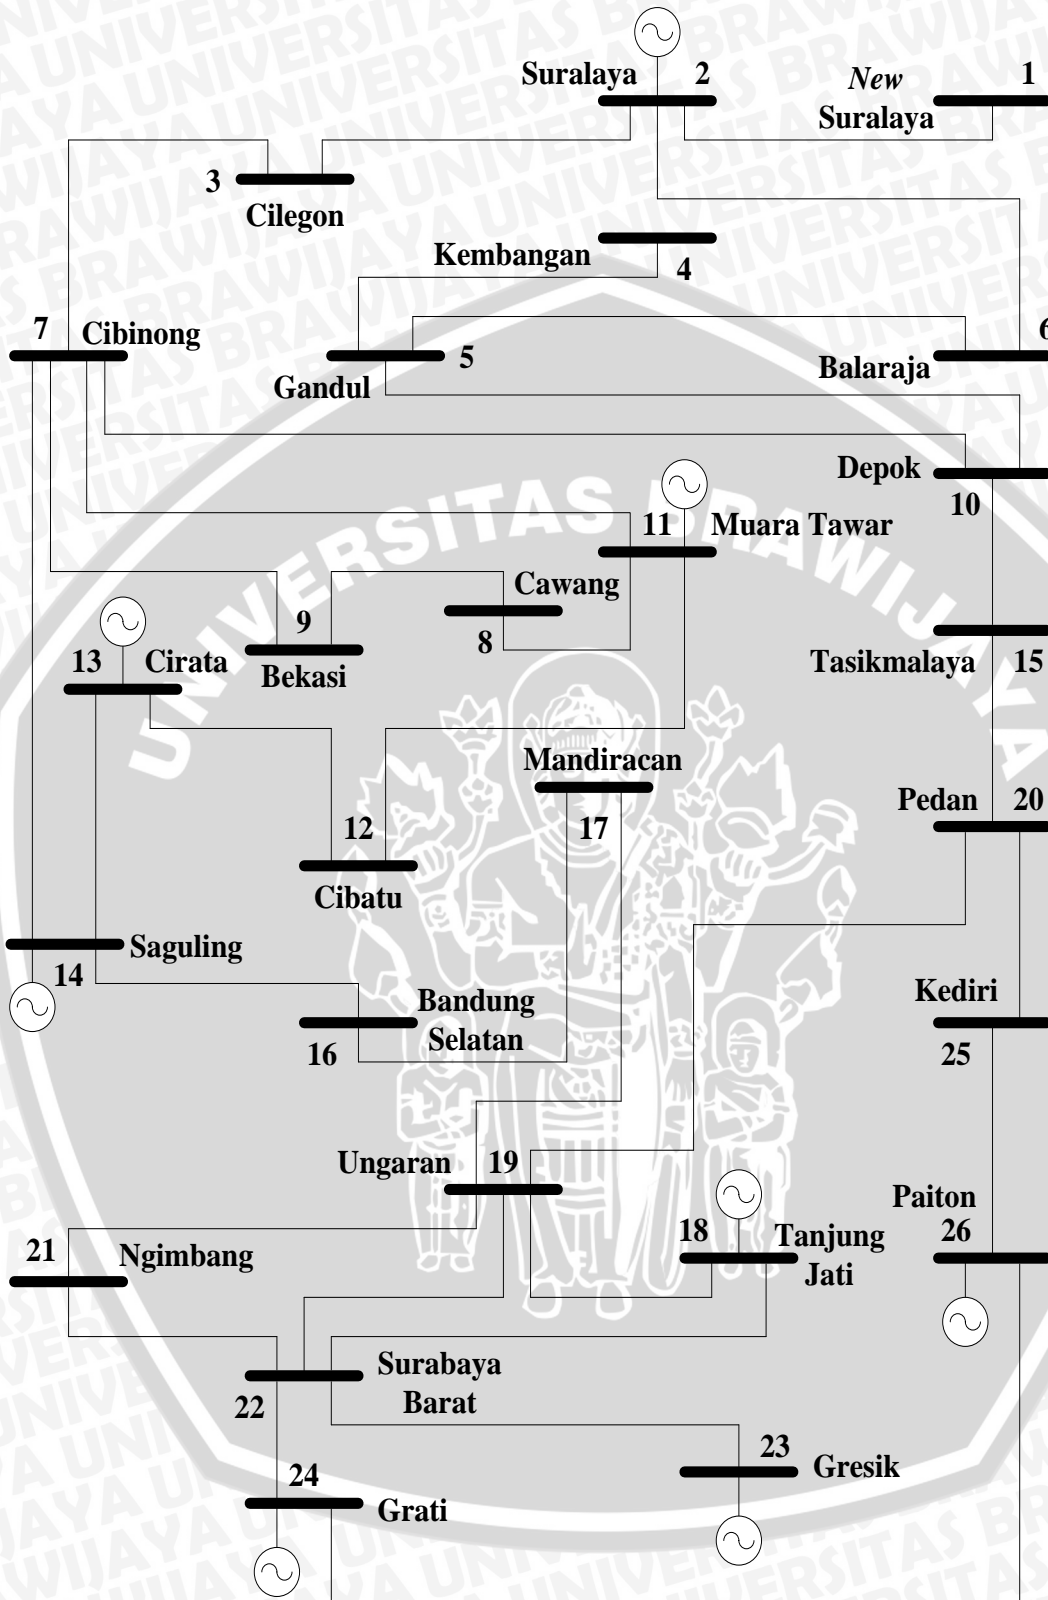 Suralaya 2
New 1
Suralaya
3
Cilegon
Kembangan
4
7 Cibinong
5
Gandul
6
Balaraja
Depok
10
11 Muara Tawar
Cawang
8
9
Bekasi
13 Cirata
Tasikmalaya 15
Mandiracan
17
Pedan 20
12
Cibatu
Saguling
14
Bandung
Selatan
16
Kediri
25
Ungaran 19
Paiton
26
18 Tanjung
Jati
21 Ngimbang
Surabaya
Barat
22
23
Gresik
24
Grati
UNIVERSITAS BRAWIJAYA